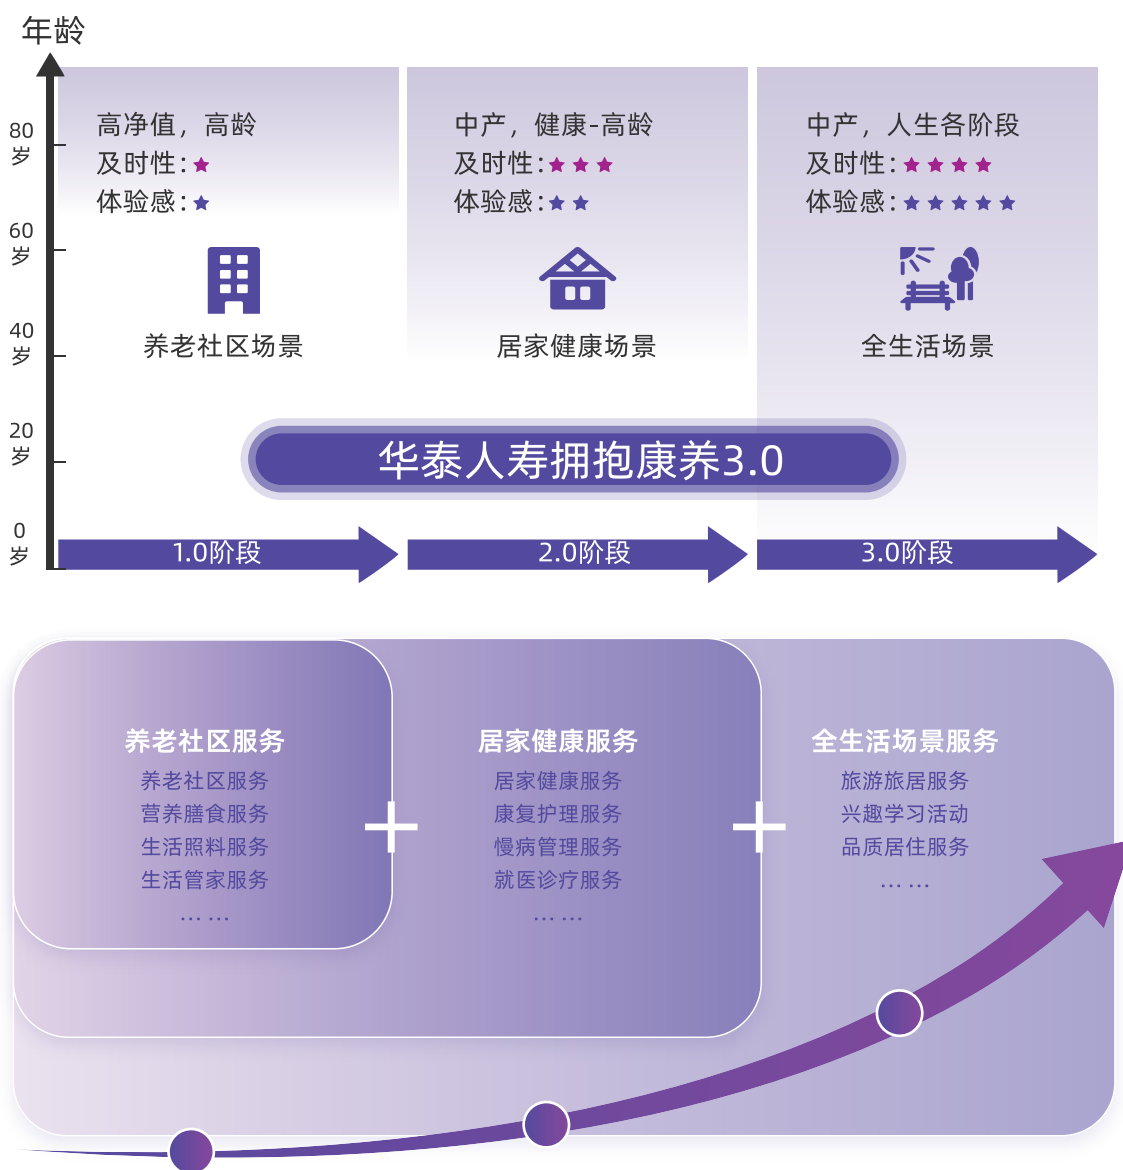 年龄
80
岁
60
岁
40
岁
20
岁
0
岁
高净值，高龄
及时性：
体验感：
养老社区场景
中产，健康-高龄
及时性：
体验感：
居家健康场景
中产，人生各阶段
及时性：
体验感：
全生活场景
华泰人寿拥抱康养3.0
1.0阶段
2.0阶段
3.0阶段
养老社区服务
养老社区服务
营养膳食服务
生活照料服务
生活管家服务
... ...
居家健康服务
居家健康服务
康复护理服务
慢病管理服务
就医诊疗服务
... ...
全生活场景服务
旅游旅居服务
兴趣学习活动
品质居住服务
... ...